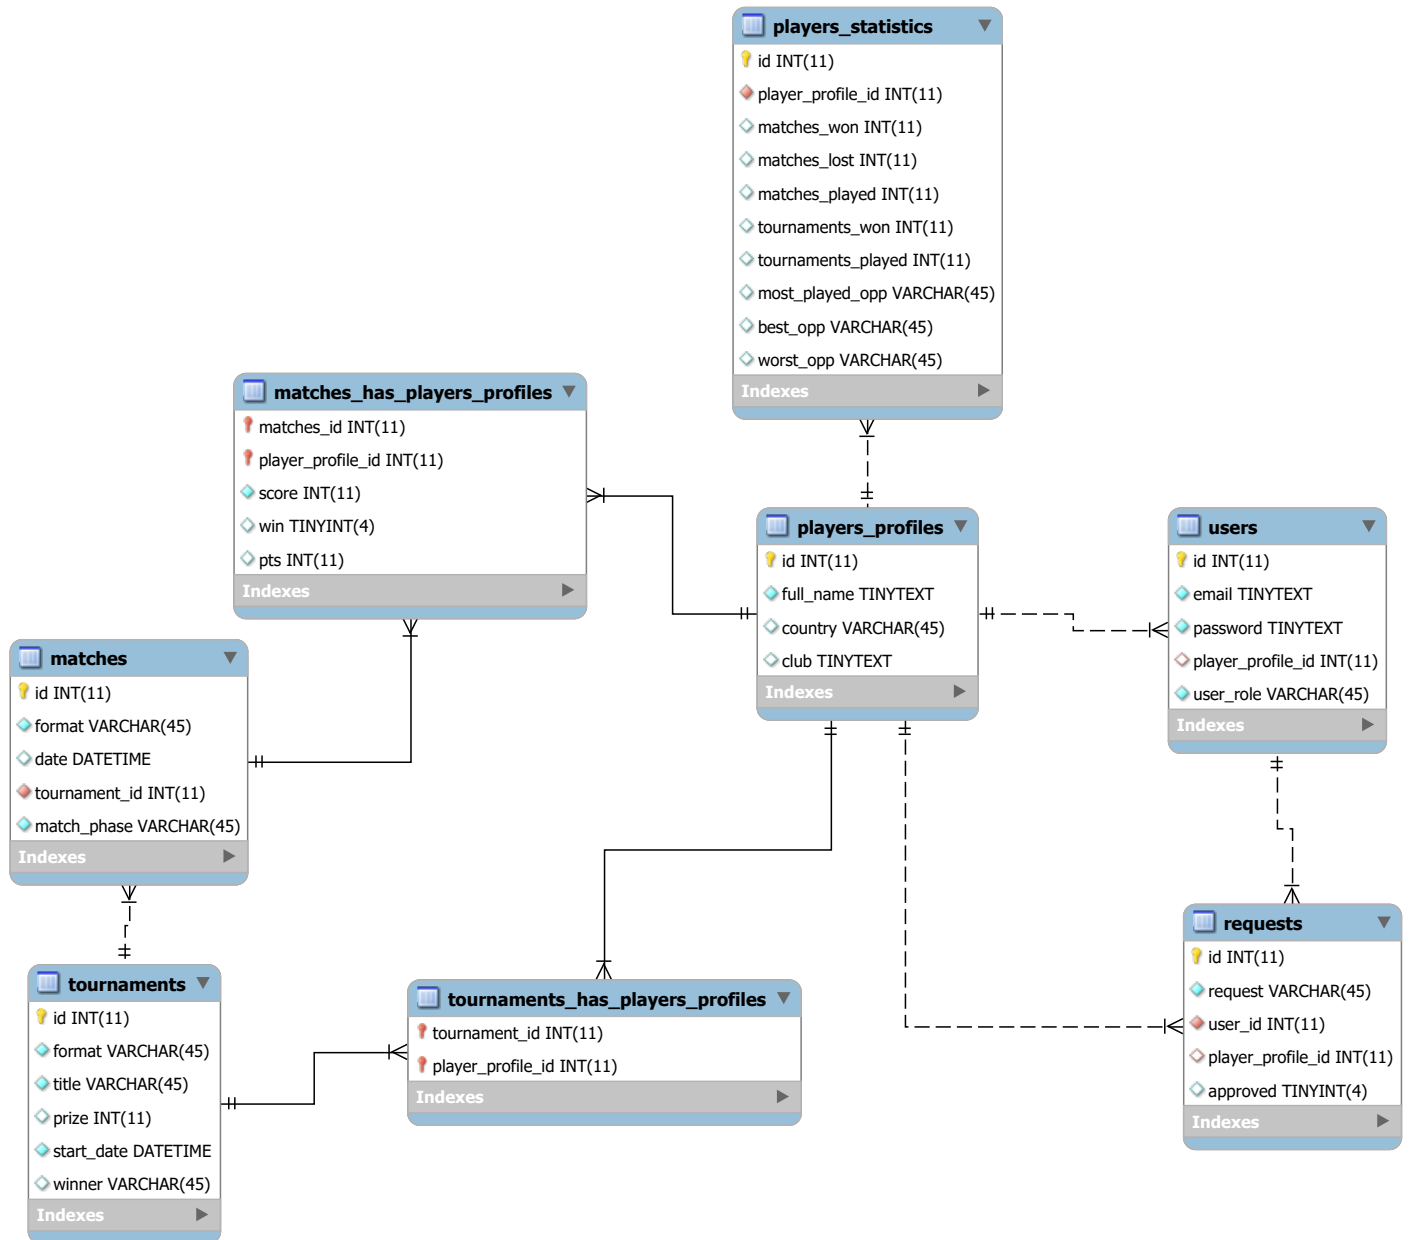 players_statistics
id INT(11)
player_profile_id INT(11)
matches_won INT(11)
matches_lost INT(11)
matches_played INT(11)
tournaments_won INT(11)
tournaments_played INT(11)
most_played_opp VARCHAR(45)
best_opp VARCHAR(45)
worst_opp VARCHAR(45)
Indexes
matches_has_players_profiles
matches_id INT(11)
player_profile_id INT(11)
score INT(11)
win TINYINT(4)
pts INT(11)
Indexes
players_profiles
id INT(11)
full_name TINYTEXT
country VARCHAR(45)
club TINYTEXT
Indexes
users
id INT(11)
email TINYTEXT
password TINYTEXT
player_profile_id INT(11)
user_role VARCHAR(45)
Indexes
matches
id INT(11)
format VARCHAR(45)
date DATETIME
tournament_id INT(11)
match_phase VARCHAR(45)
Indexes
requests
id INT(11)
request VARCHAR(45)
user_id INT(11)
player_profile_id INT(11)
approved TINYINT(4)
Indexes
tournaments
id INT(11)
format VARCHAR(45)
title VARCHAR(45)
prize INT(11)
start_date DATETIME
winner VARCHAR(45)
Indexes
tournaments_has_players_profiles
tournament_id INT(11)
player_profile_id INT(11)
Indexes